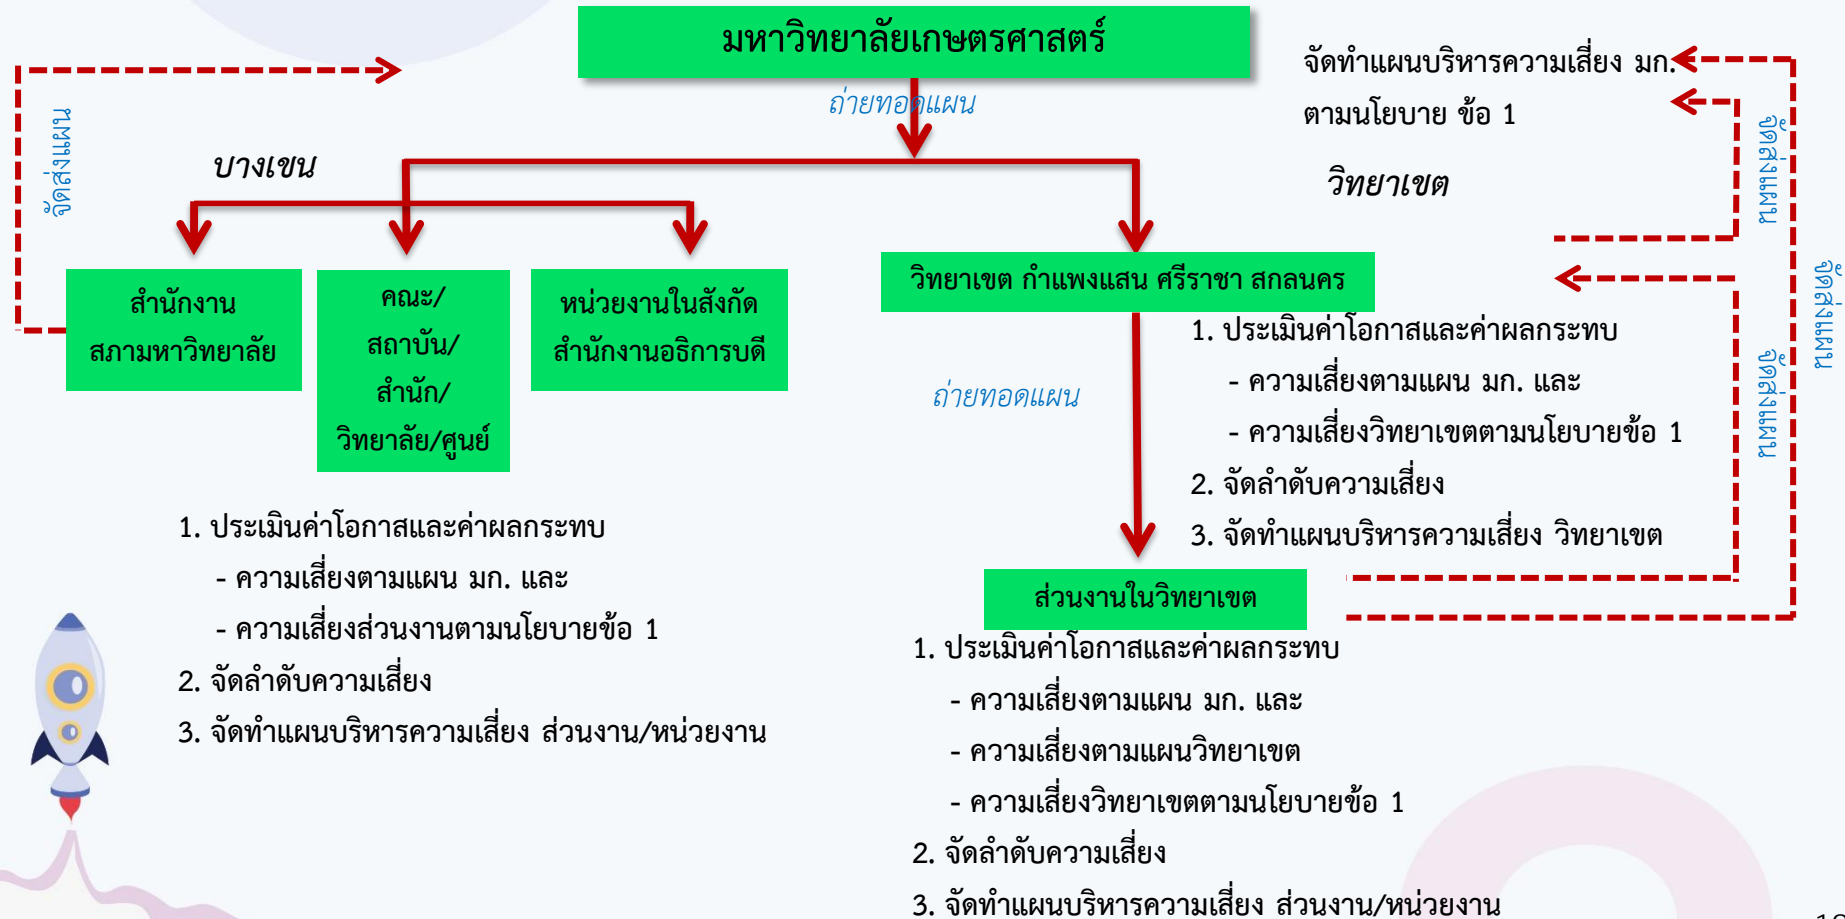 มหาวิทยาลัยเกษตรศาสตร์
จัดทำแผนบริหารความเสี่ยง มก.
ตามนโยบาย ข้อ 1
ถ่ายทอดแผน
จัดส่งแผน
บางเขน
วิทยาเขต
จัดส่งแผน
จัดส่งแผน
จัดส่งแผน
สำนักงาน
สภามหาวิทยาลัย
คณะ/
สถาบัน/
สำนัก/
วิทยาลัย/ศูนย์
หน่วยงานในสังกัด
สำนักงานอธิการบดี
วิทยาเขต กำแพงแสน ศรีราชา สกลนคร
1. ประเมินค่าโอกาสและค่าผลกระทบ
- ความเสี่ยงตามแผน มก. และ
- ความเสี่ยงวิทยาเขตตามนโยบายข้อ 1
2. จัดลำดับความเสี่ยง
3. จัดทำแผนบริหารความเสี่ยง วิทยาเขต
ถ่ายทอดแผน
1. ประเมินค่าโอกาสและค่าผลกระทบ
- ความเสี่ยงตามแผน มก. และ
- ความเสี่ยงส่วนงานตามนโยบายข้อ 1
2. จัดลำดับความเสี่ยง
3. จัดทำแผนบริหารความเสี่ยง ส่วนงาน/หน่วยงาน
ส่วนงานในวิทยาเขต
1. ประเมินค่าโอกาสและค่าผลกระทบ
- ความเสี่ยงตามแผน มก. และ
- ความเสี่ยงตามแผนวิทยาเขต
- ความเสี่ยงวิทยาเขตตามนโยบายข้อ 1
2. จัดลำดับความเสี่ยง
3. จัดทำแผนบริหารความเสี่ยง ส่วนงาน/หน่วยงาน